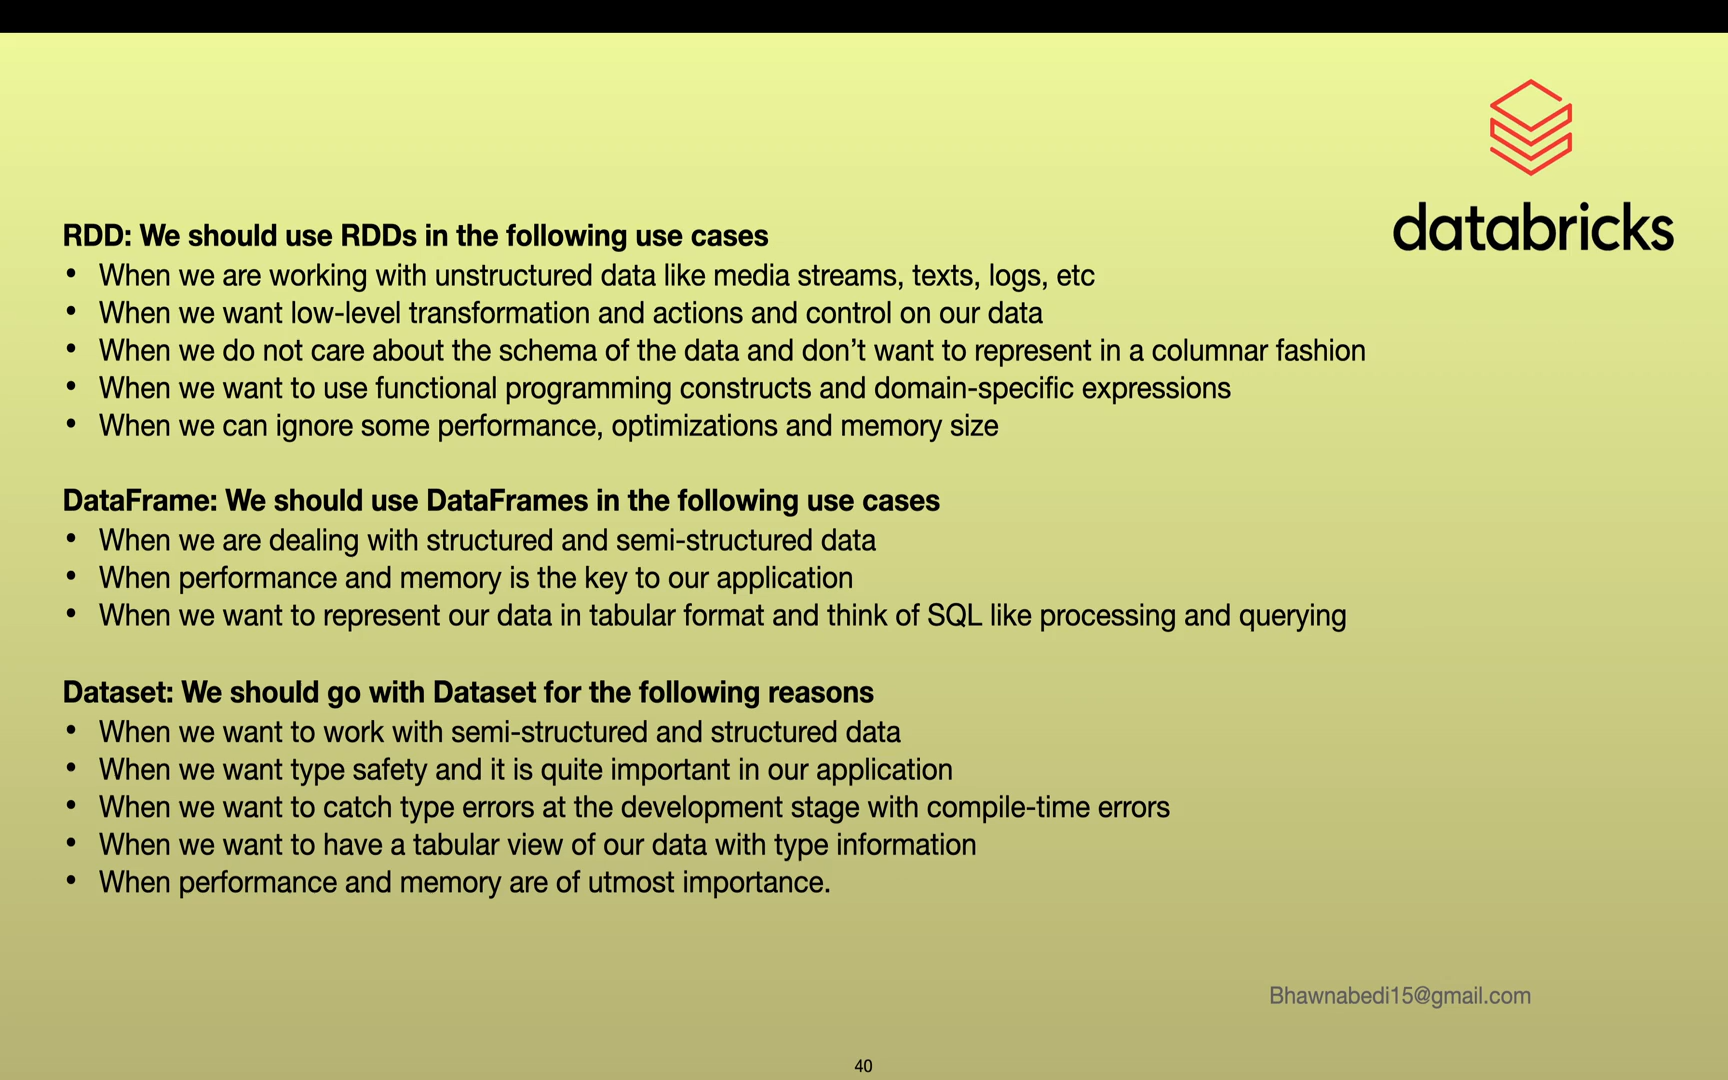 databricks
RDD: We should use RDDs in the following use cases
• When we are working with unstructured data like media streams, texts, logs, etc
• When we want low-level transformation and actions and control on our data
• When we do not care about the schema of the data and don’t want to represent in a columnar fashion
• When we want to use functional programming constructs and domain-specific expressions
• When we can ignore some performance, optimizations and memory size
DataFrame: We should use DataFrames in the following use cases
• When we are dealing with structured and semi-structured data
• When performance and memory is the key to our application
• When we want to represent our data in tabular format and think of SQL like processing and querying
Dataset: We should go with Dataset for the following reasons
• When we want to work with semi-structured and structured data
• When we want type safety and it is quite important in our application
• When we want to catch type errors at the development stage with compile-time errors
• When we want to have a tabular view of our data with type information
• When performance and memory are of utmost importance.
Bhawnabedi15@gmail.com
40